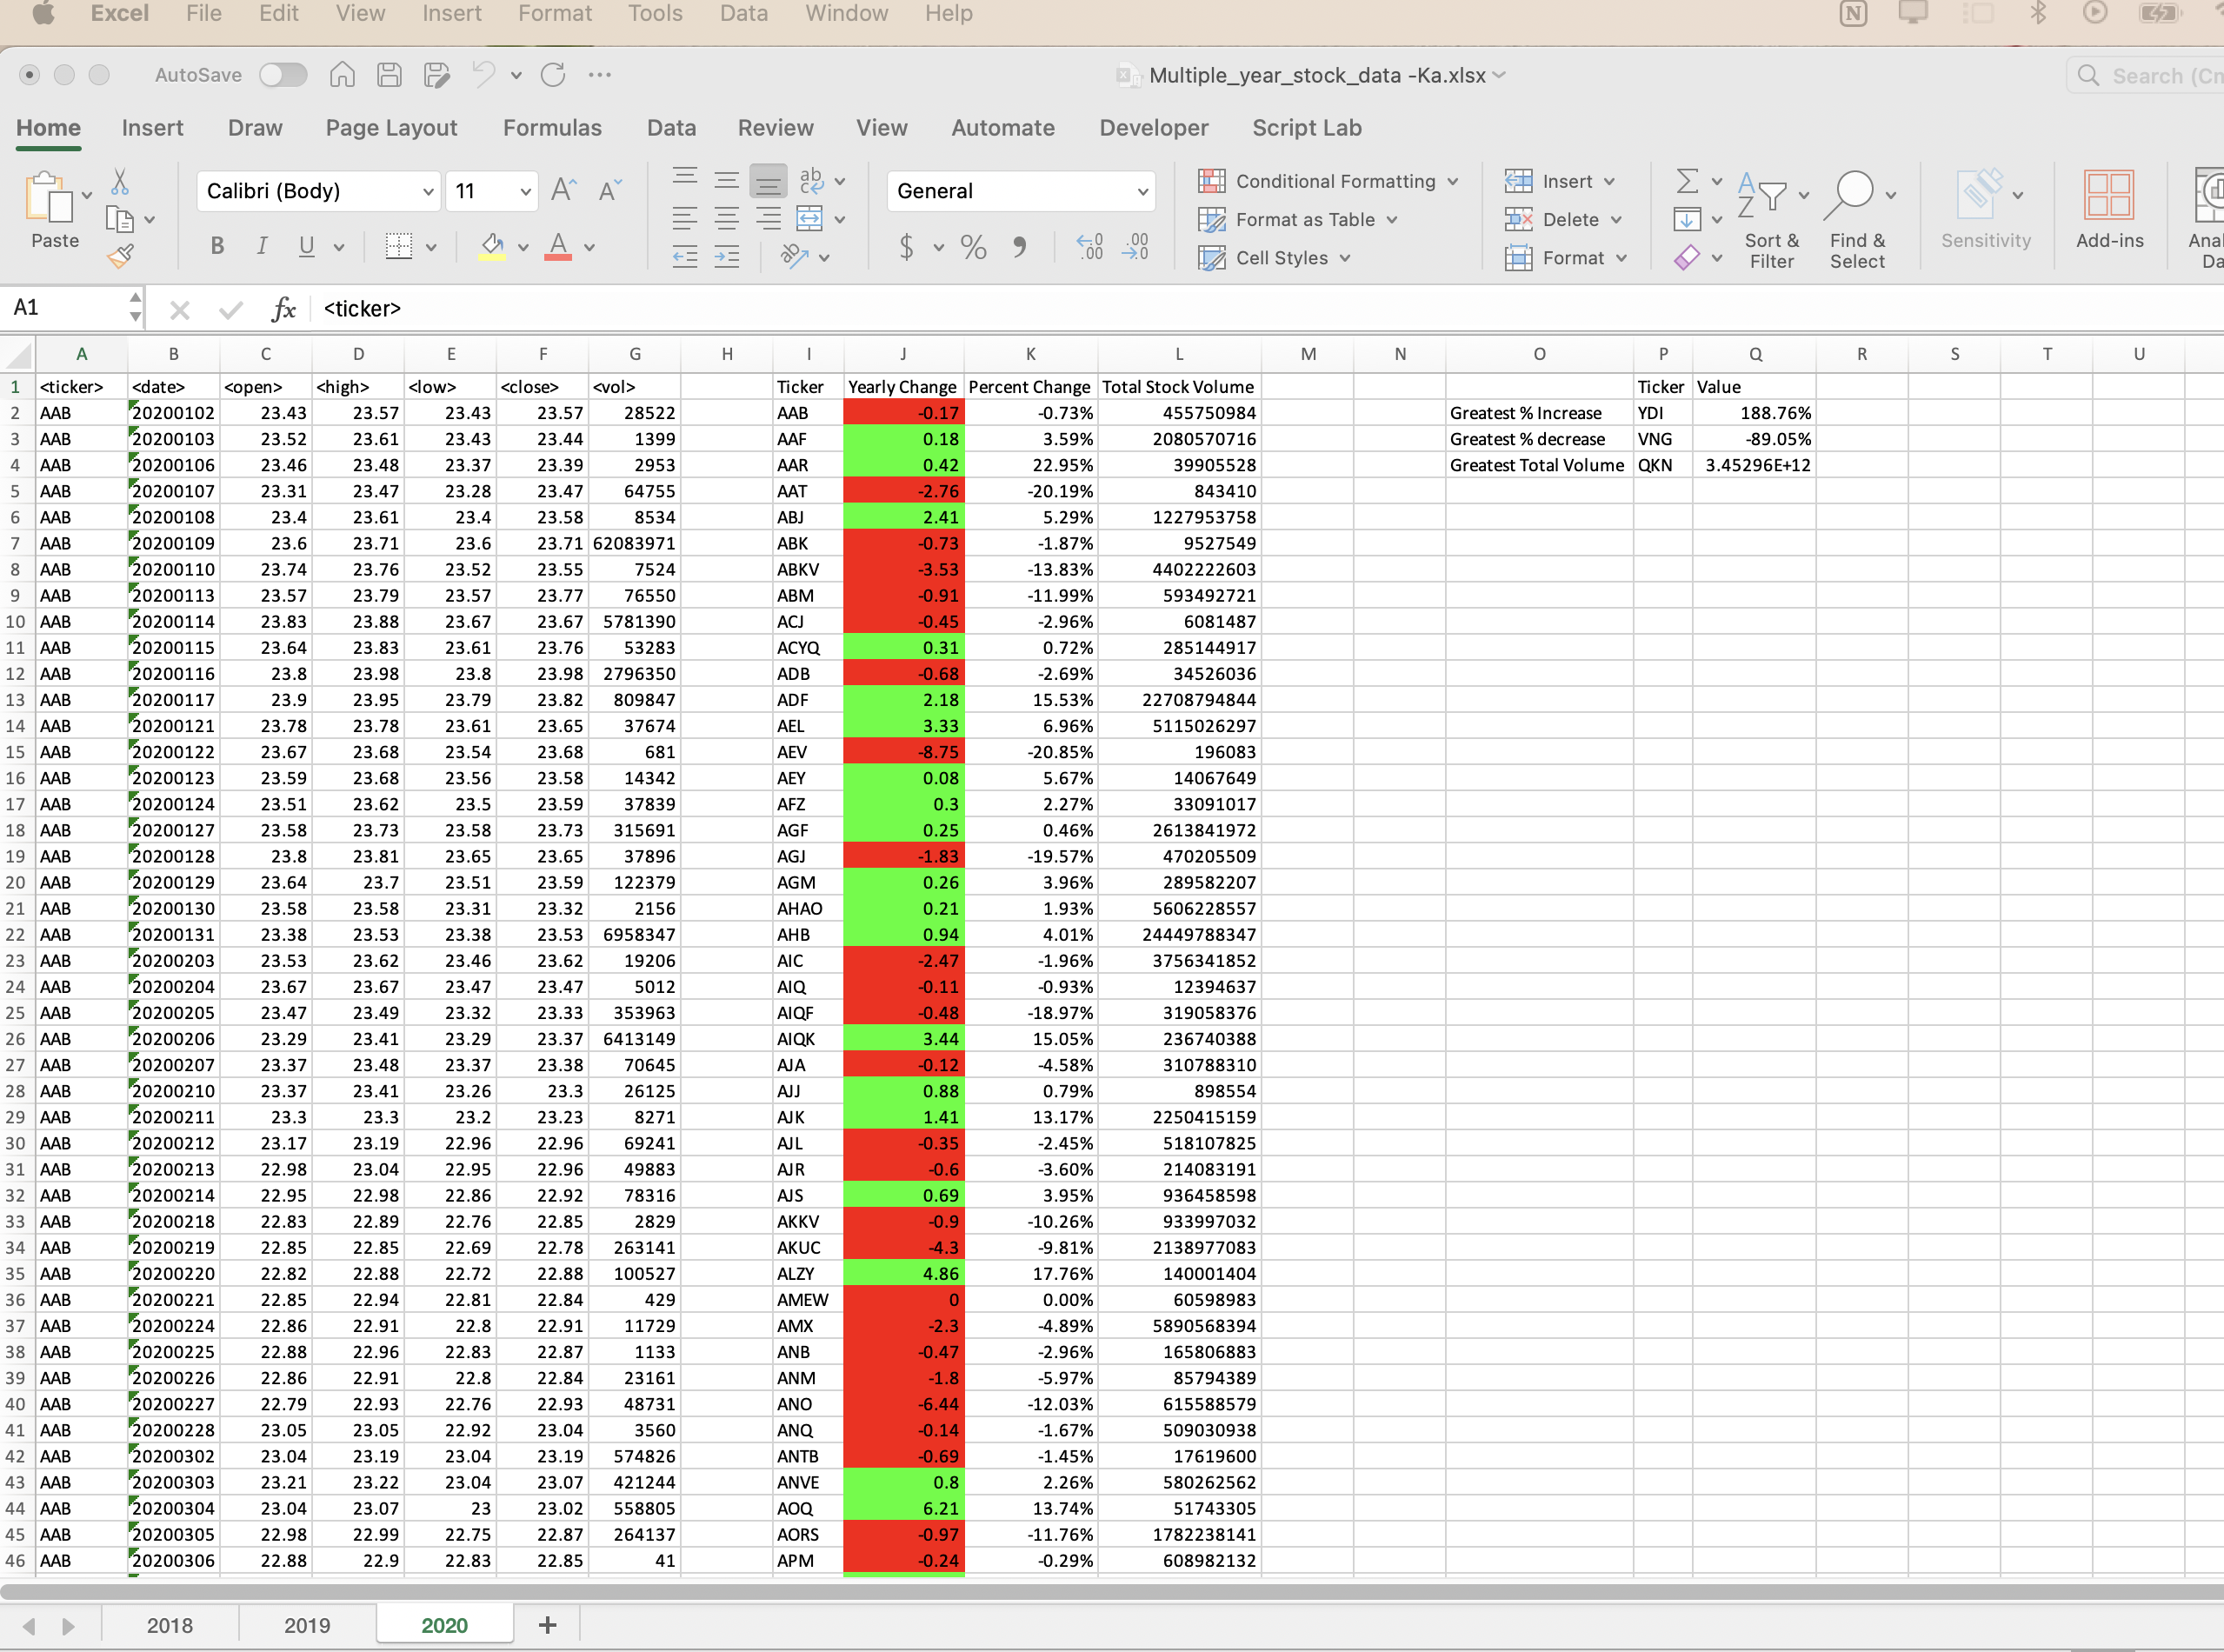 Excel File Edit View Insert Format Tools Data Window Help
AutoSave Multiple_year_stock_data -Ka.xlsx
Home Insert Draw Page Layout Formulas Data Review View Automate Developer Script Lab
Paste Calibri (Body) 11 General Conditional Formatting Format as Table Cell Styles Insert Delete Format Sort & Filter Find & Select Sensitivity Add-ins
A1 fx <ticker>
A B C D E F G H I J K L M N O P Q R S T U
1 <ticker> <date> <open> <high> <low> <close> <vol> Ticker Yearly Change Percent Change Total Stock Volume Ticker Value
2 AAB 20200102 23.43 23.57 23.43 23.57 28522 AAB -0.17 -0.73% 455750984 Greatest % Increase YDI 188.76%
3 AAB 20200103 23.52 23.61 23.43 23.44 1399 AAF 0.18 3.59% 2080570716 Greatest % decrease VNG -89.05%
4 AAB 20200106 23.46 23.48 23.37 23.39 2953 AAR 0.42 22.95% 39905528 Greatest Total Volume QKN 3.45296E+12
5 AAB 20200107 23.31 23.47 23.28 23.47 64755 AAT -2.76 -20.19% 843410
6 AAB 20200108 23.4 23.61 23.4 23.58 8534 ABJ 2.41 5.29% 1227953758
7 AAB 20200109 23.6 23.71 23.6 23.71 62083971 ABK -0.73 -1.87% 9527549
8 AAB 20200110 23.74 23.76 23.52 23.55 7524 ABKV -3.53 -13.83% 4402222603
9 AAB 20200113 23.57 23.79 23.57 23.77 76550 ABM -0.91 -11.99% 593492721
10 AAB 20200114 23.83 23.88 23.67 23.67 5781390 ACJ -0.45 -2.96% 6081487
11 AAB 20200115 23.64 23.83 23.61 23.76 53283 ACYQ 0.31 0.72% 285144917
12 AAB 20200116 23.8 23.98 23.8 23.98 2796350 ADB -0.68 -2.69% 34526036
13 AAB 20200117 23.9 23.95 23.79 23.82 809847 ADF 2.18 15.53% 22708794844
14 AAB 20200121 23.78 23.78 23.61 23.65 37674 AEL 3.33 6.96% 5115026297
15 AAB 20200122 23.67 23.68 23.54 23.68 681 AEV -8.75 -20.85% 196083
16 AAB 20200123 23.59 23.68 23.56 23.58 14342 AEY 0.08 5.67% 14067649
17 AAB 20200124 23.51 23.62 23.5 23.59 37839 AFZ 0.3 2.27% 33091017
18 AAB 20200127 23.58 23.73 23.58 23.73 315691 AGF 0.25 0.46% 2613841972
19 AAB 20200128 23.8 23.81 23.65 23.65 37896 AGJ -1.83 -19.57% 470205509
20 AAB 20200129 23.64 23.7 23.51 23.59 122379 AGM 0.26 3.96% 289582207
21 AAB 20200130 23.58 23.58 23.31 23.32 2156 AHAO 0.21 1.93% 5606228557
22 AAB 20200131 23.38 23.53 23.38 23.53 6958347 AHB 0.94 4.01% 24449788347
23 AAB 20200203 23.53 23.62 23.46 23.62 19206 AIC -2.47 -1.96% 3756341852
24 AAB 20200204 23.67 23.67 23.47 23.47 5012 AIQ -0.11 -0.93% 12394637
25 AAB 20200205 23.47 23.49 23.32 23.33 353963 AIQF -0.48 -18.97% 319058376
26 AAB 20200206 23.29 23.41 23.29 23.37 6413149 AIQK 3.44 15.05% 236740388
27 AAB 20200207 23.37 23.48 23.37 23.38 70645 AJA -0.12 -4.58% 310788310
28 AAB 20200210 23.37 23.41 23.26 23.3 26125 AJJ 0.88 0.79% 898554
29 AAB 20200211 23.3 23.3 23.2 23.23 8271 AJK 1.41 13.17% 2250415159
30 AAB 20200212 23.17 23.19 22.96 22.96 69241 AJL -0.35 -2.45% 518107825
31 AAB 20200213 22.98 23.04 22.95 22.96 49883 AJR -0.6 -3.60% 214083191
32 AAB 20200214 22.95 22.98 22.86 22.92 78316 AJS 0.69 3.95% 936458598
33 AAB 20200218 22.83 22.89 22.76 22.85 2829 AKKV -0.9 -10.26% 933997032
34 AAB 20200219 22.85 22.85 22.69 22.78 263141 AKUC -4.3 -9.81% 2138977083
35 AAB 20200220 22.82 22.88 22.72 22.88 100527 ALZY 4.86 17.76% 140001404
36 AAB 20200221 22.85 22.94 22.81 22.84 429 AMEW 0 0.00% 60598983
37 AAB 20200224 22.86 22.91 22.8 22.91 11729 AMX -2.3 -4.89% 5890568394
38 AAB 20200225 22.88 22.96 22.83 22.87 1133 ANB -0.47 -2.96% 165806883
39 AAB 20200226 22.86 22.91 22.8 22.84 23161 ANM -1.8 -5.97% 85794389
40 AAB 20200227 22.79 22.93 22.76 22.93 48731 ANO -6.44 -12.03% 615588579
41 AAB 20200228 23.05 23.05 22.92 23.04 3560 ANQ -0.14 -1.67% 509030938
42 AAB 20200302 23.04 23.19 23.04 23.19 574826 ANTB -0.69 -1.45% 17619600
43 AAB 20200303 23.21 23.22 23.04 23.07 421244 ANVE 0.8 2.26% 580262562
44 AAB 20200304 23.04 23.07 23 23.02 558805 AOQ 6.21 13.74% 51743305
45 AAB 20200305 22.98 22.99 22.75 22.87 264137 AORS -0.97 -11.76% 1782238141
46 AAB 20200306 22.88 22.9 22.83 22.85 41 APM -0.24 -0.29% 608982132
2018 2019 2020 +